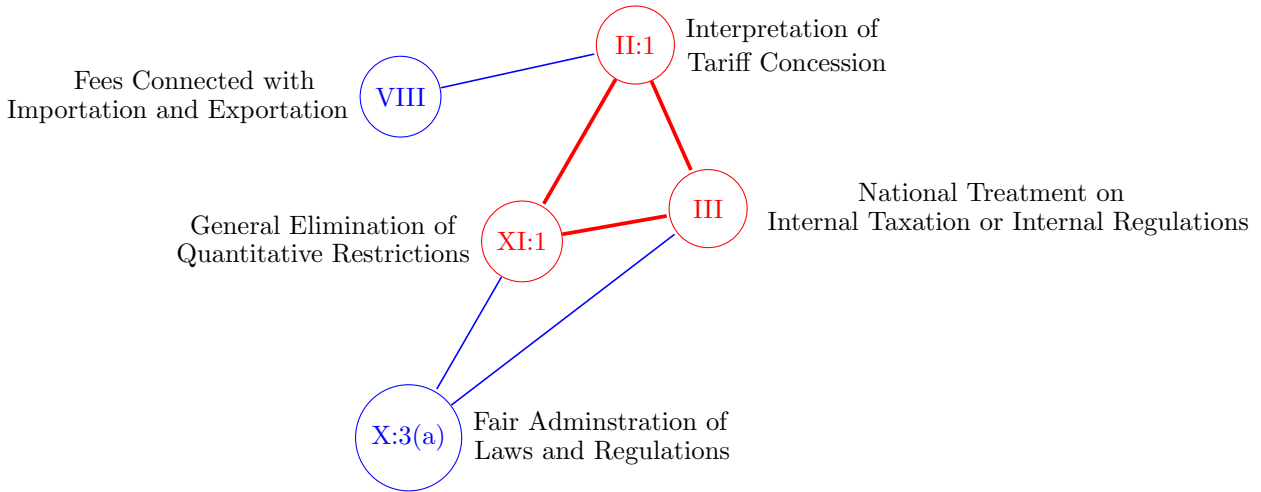 II:1
Interpretation of
Tariff Concession
Fees Connected with
Importation and Exportation
VIII
National Treatment on
Internal Taxation or Internal Regulations
III
General Elimination of
Quantitative Restrictions
XI:1
X:3(a)
Fair Adminstration of
Laws and Regulations